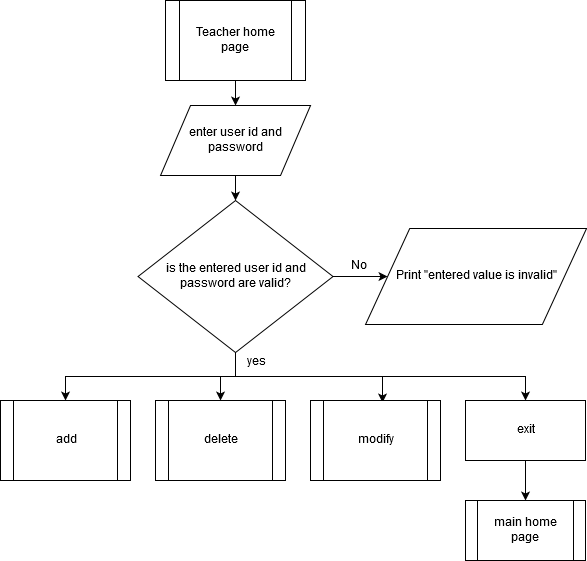 Teacher home
page
enter user id and
password
is the entered user id and
password are valid?
No
Print "entered value is invalid"
yes
add
delete
modify
exit
main home
page